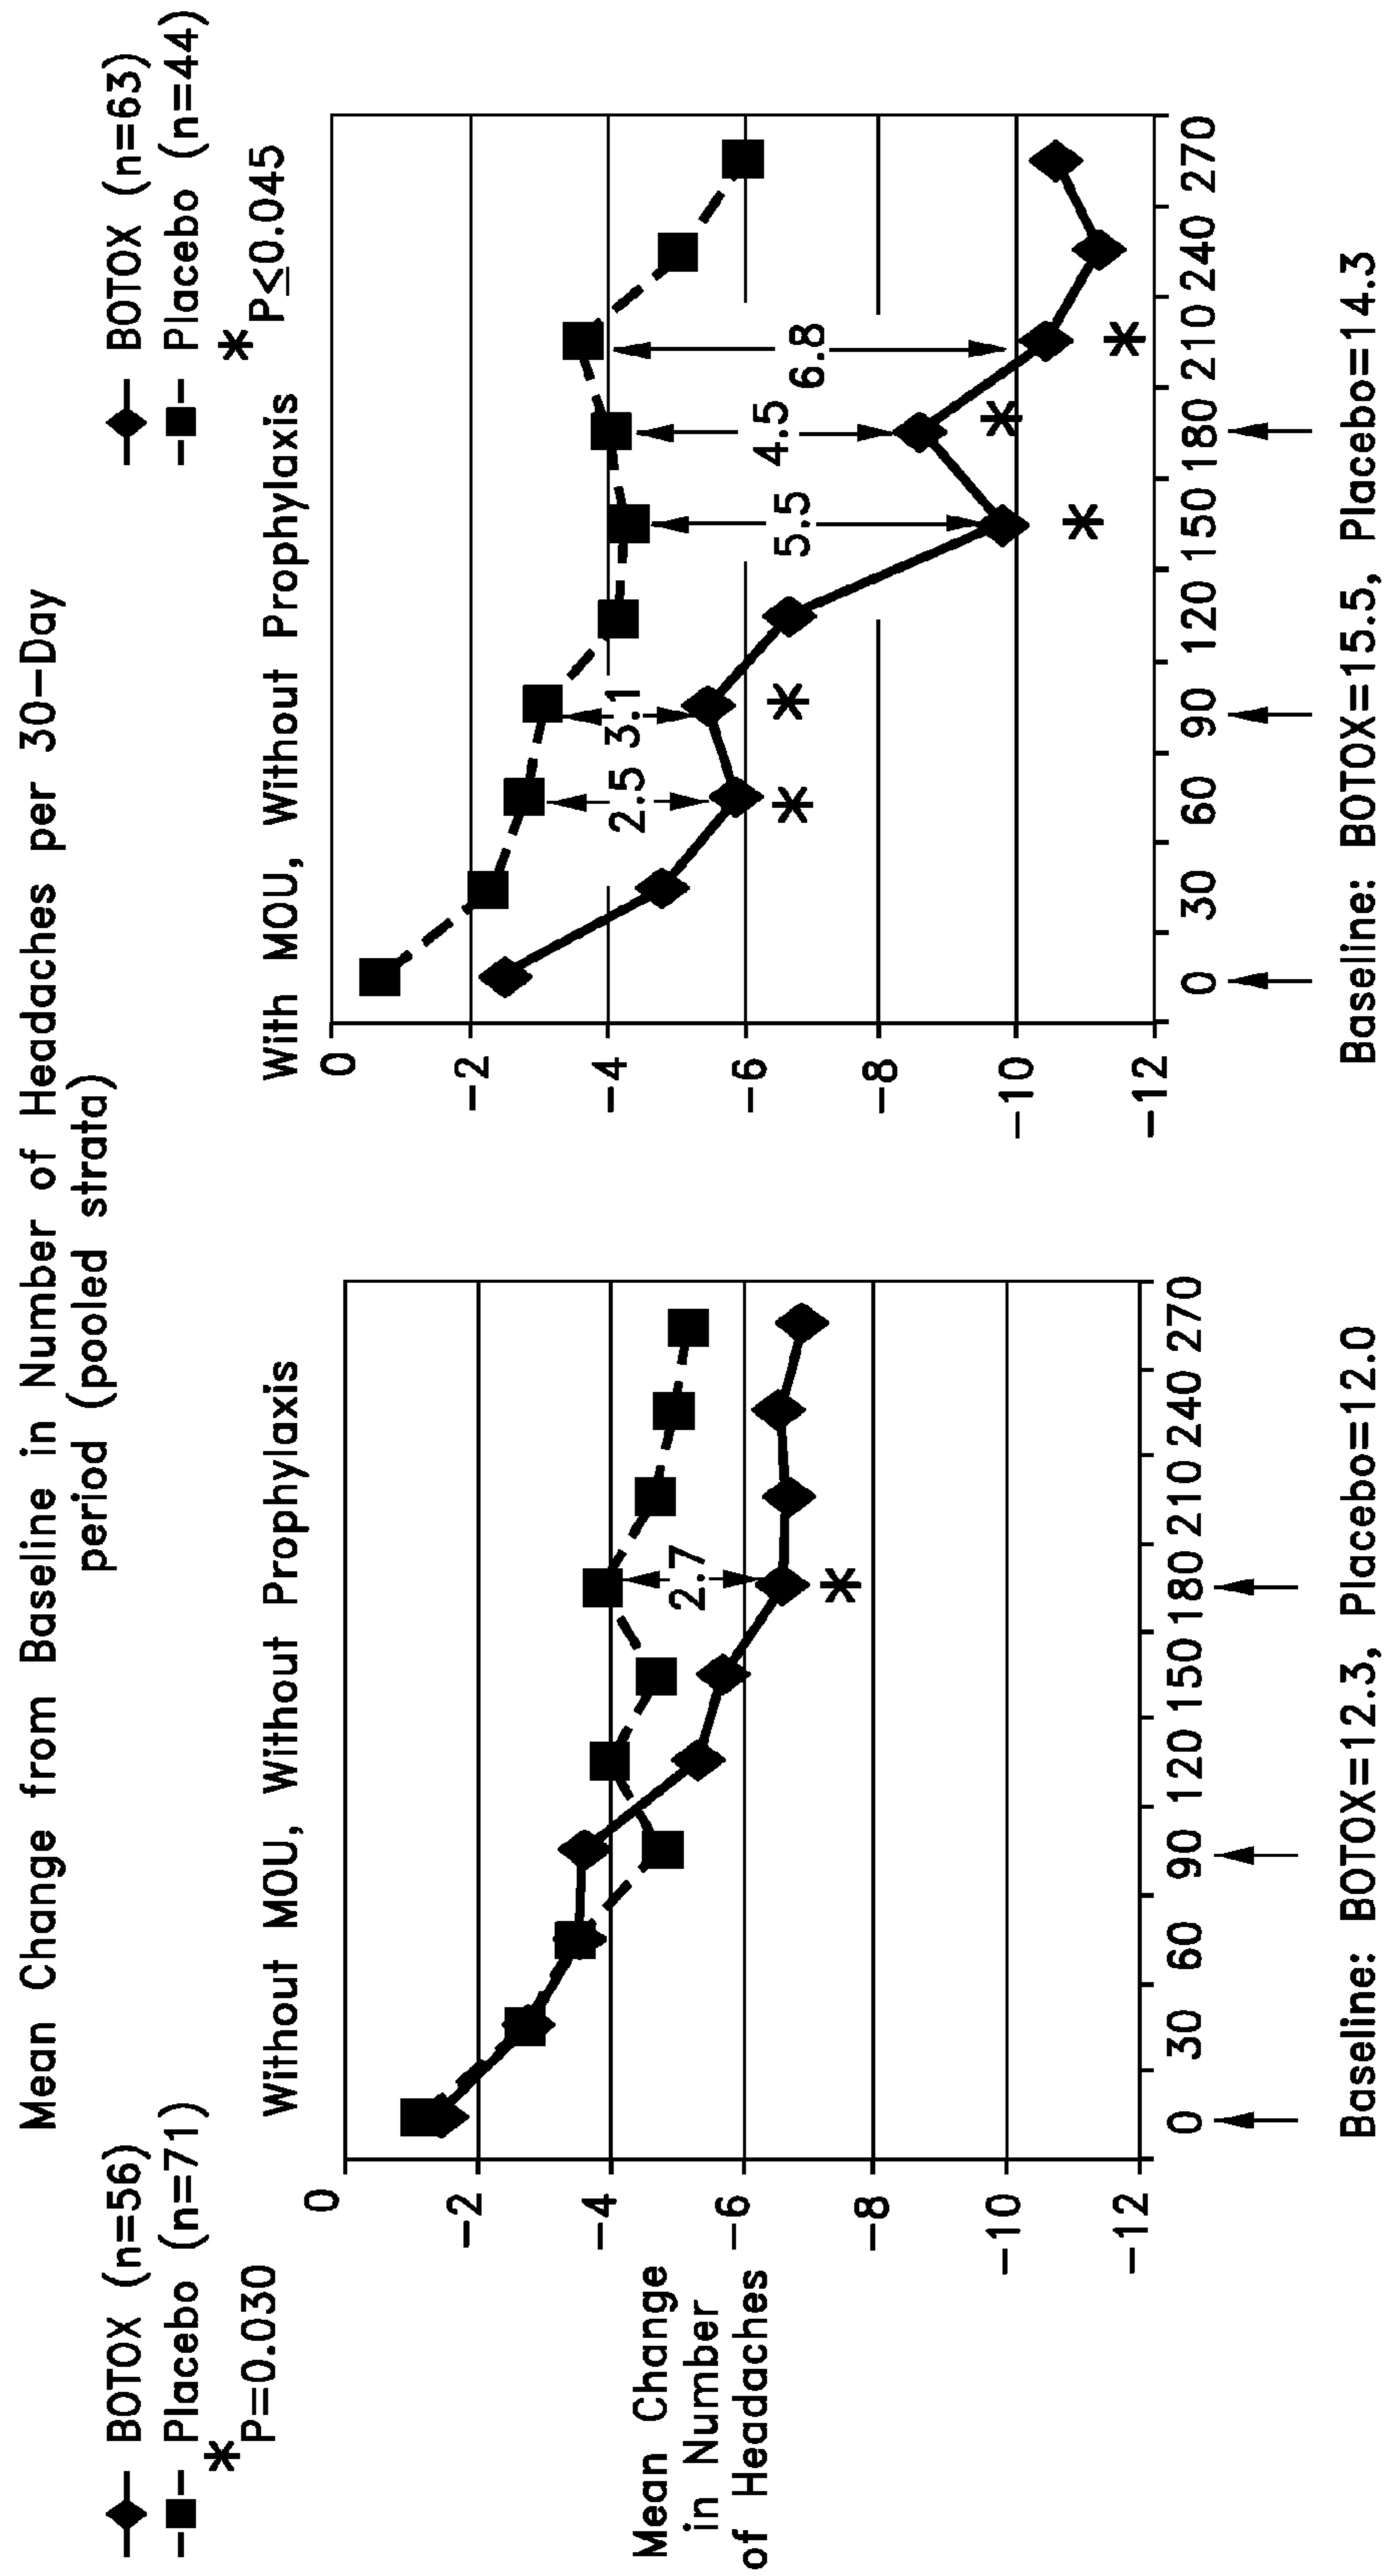 Mean Change from Baseline in Number of Headaches per 30-Day
period (pooled strata)
BOTOX (n=56)
Placebo (n=71)
* P=0.030
BOTOX (n=63)
Placebo (n=44)
* P≤0.045
Without MOU, Without Prophylaxis
Mean Change
in Number
of Headaches
0
-2
-4
-6
-8
-10
-12
2.7
*
0 30 60 90 120 150 180 210 240 270
Baseline: BOTOX=12.3, Placebo=12.0
With MOU, Without Prophylaxis
0
-2
-4
-6
-8
-10
-12
2.5 3.1 5.5 4.5 6.8
* * * * *
0 30 60 90 120 150 180 210 240 270
Baseline: BOTOX=15.5, Placebo=14.3